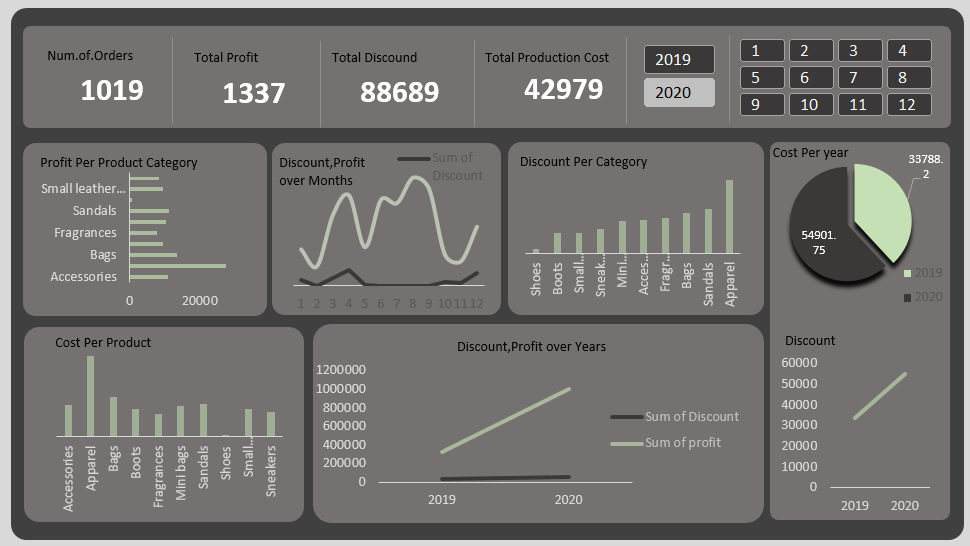 Num.of.Orders
1019
Total Profit
1337
Total Discound
88689
Total Production Cost
42979
2019
2020
1 2 3 4
5 6 7 8
9 10 11 12
Profit Per Product Category
Small leather...
Sandals
Fragrances
Bags
Accessories
0 20000
Discount,Profit
over Months
Sum of
Discount
1 2 3 4 5 6 7 8 9 10 11 12
Discount Per Category
Shoes
Boots
Small...
Sneak...
Mini...
Acces...
Fragr...
Bags
Sandals
Apparel
Cost Per year
33788.
2
54901.
75
2019
2020
Cost Per Product
Accessories
Apparel
Bags
Boots
Fragrances
Mini bags
Sandals
Shoes
Small...
Sneakers
Discount,Profit over Years
1200000
1000000
800000
600000
400000
200000
0
2019 2020
Sum of Discount
Sum of profit
Discount
60000
50000
40000
30000
20000
10000
0
2019 2020